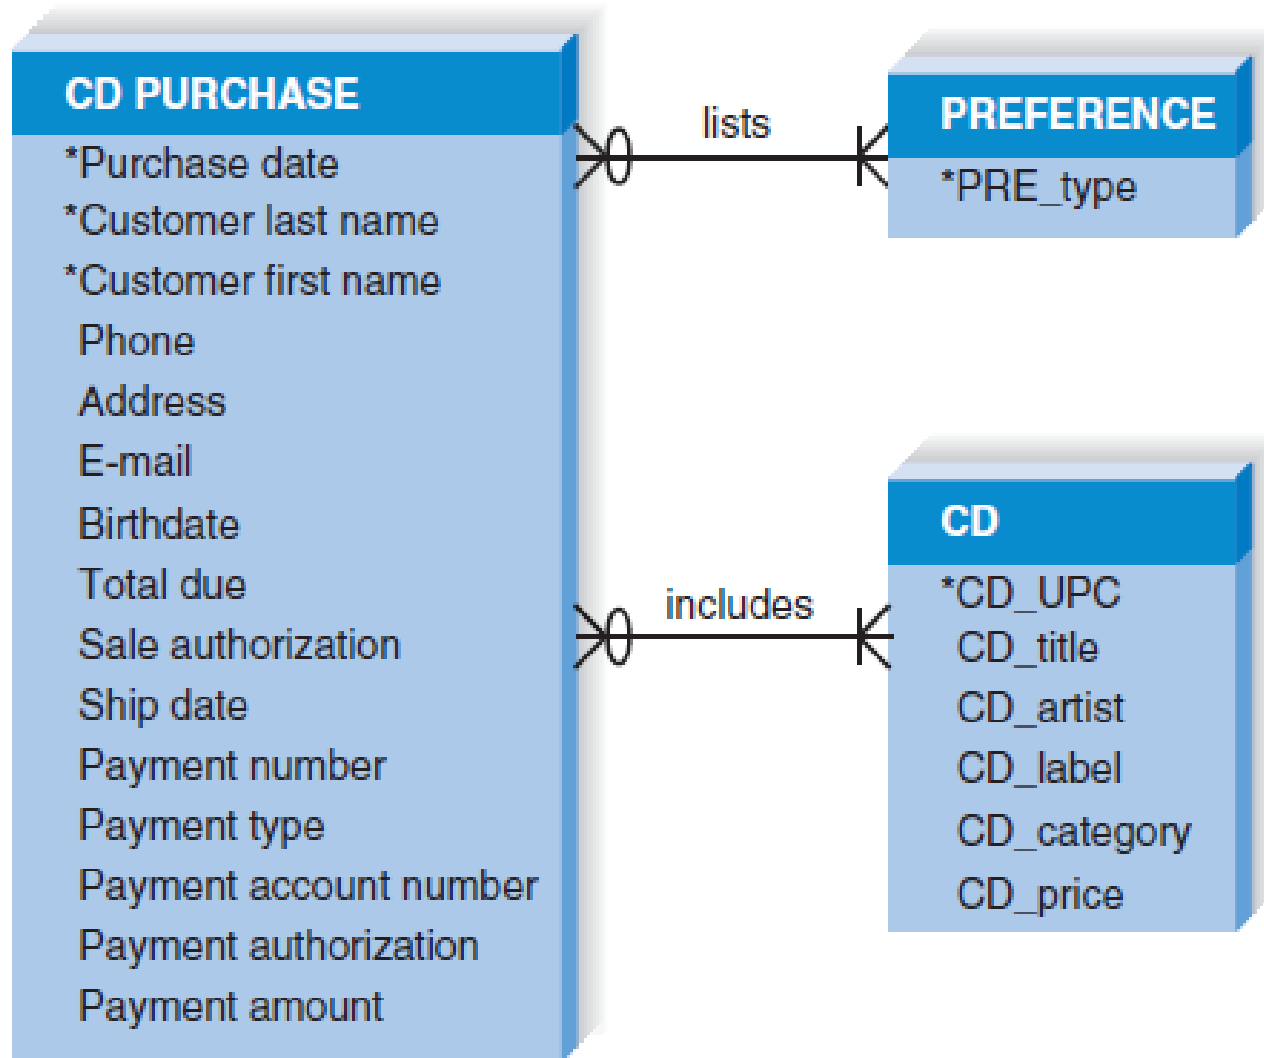 CD PURCHASE
*Purchase date
*Customer last name
*Customer first name
Phone
Address
E-mail
Birthdate
Total due
Sale authorization
Ship date
Payment number
Payment type
Payment account number
Payment authorization
Payment amount
lists
PREFERENCE
*PRE_type
includes
CD
*CD_UPC
CD_title
CD_artist
CD_label
CD_category
CD_price